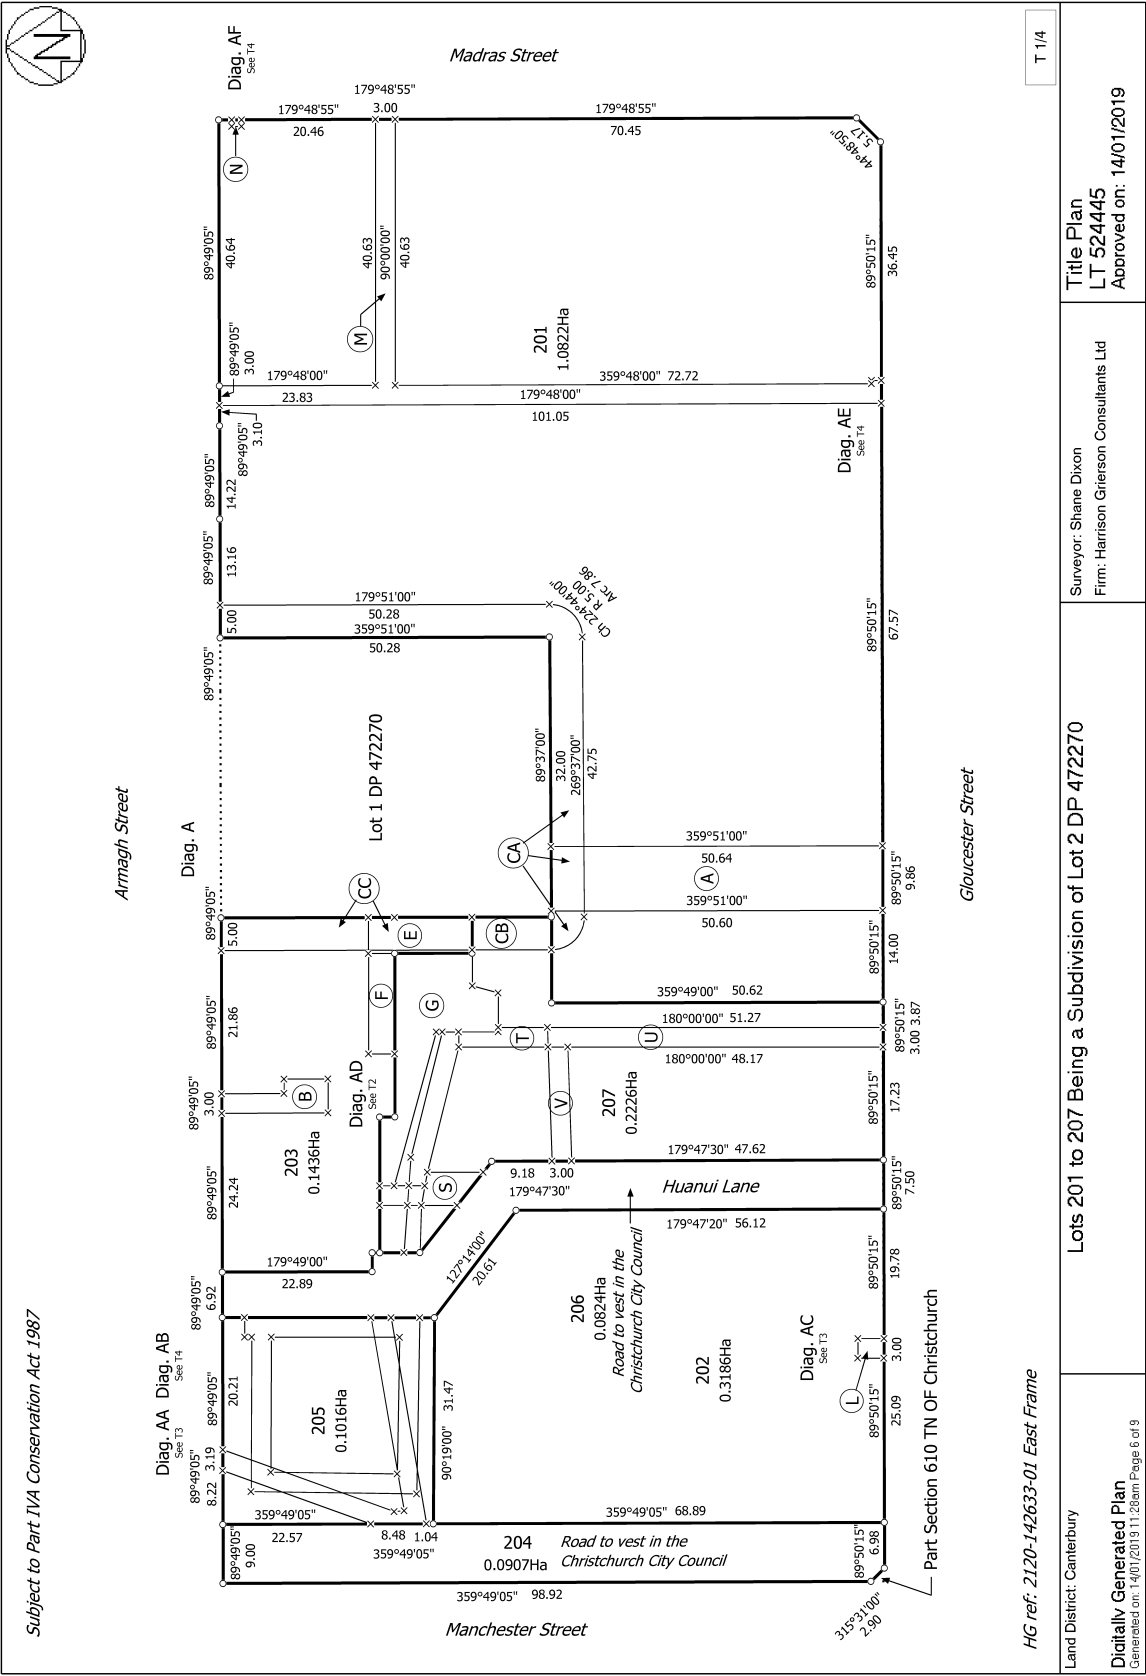 Subject to Part IVA Conservation Act 1987
N
Armagh Street
Madras Street
Gloucester Street
Manchester Street
Huanui Lane
T 1/4
Diag. AA
See T3
Diag. AB
See T4
Diag. A
Diag. AF
See T4
89°49'05"
9.00
89°49'05"
8.22
3.19
89°49'05"
20.21
89°49'05"
6.92
89°49'05"
24.24
89°49'05"
3.00
89°49'05"
21.86
89°49'05"
5.00
89°49'05"
5.00
89°49'05"
13.16
89°49'05"
14.22
89°49'05"
3.10
89°49'05"
3.00
89°49'05"
40.64
N
179°48'55"
20.46
179°48'55"
3.00
179°48'55"
70.45
44°48'50"
5.17
40.63
90°00'00"
40.63
M
179°48'00"
23.83
359°48'00" 72.72
179°48'00"
101.05
201
1.0822Ha
179°51'00"
50.28
359°51'00"
50.28
Ch 224°44'00"
R 5.00
Arc 7.86
Lot 1 DP 472270
89°37'00"
32.00
269°37'00"
42.75
CC
CA
CB
E
F
G
B
Diag. AD
See T2
203
0.1436Ha
179°49'00"
22.89
205
0.1016Ha
359°49'05"
22.57
8.48
1.04
359°49'05"
31.47
90°19'00"
127°14'00"
20.61
S
T
U
V
A
359°51'00"
50.64
359°51'00"
50.60
359°49'00" 50.62
180°00'00" 51.27
180°00'00" 48.17
207
0.2226Ha
9.18
3.00
179°47'30"
179°47'30" 47.62
179°47'20" 56.12
206
0.0824Ha
Road to vest in the
Christchurch City Council
202
0.3186Ha
Diag. AC
See T3
L
Diag. AE
See T4
204
0.0907Ha
Road to vest in the
Christchurch City Council
359°49'05" 68.89
359°49'05" 98.92
315°31'00"
2.90
89°50'15"
6.98
89°50'15"
25.09
3.00
89°50'15"
19.78
89°50'15"
7.50
89°50'15"
17.23
89°50'15"
3.00 3.87
89°50'15"
14.00
89°50'15"
9.86
89°50'15"
67.57
89°50'15"
36.45
Part Section 610 TN OF Christchurch
HG ref: 2120-142633-01 East Frame
Land District: Canterbury
Digitally Generated Plan
Generated on: 14/01/2019 11:28am Page 6 of 9
Lots 201 to 207 Being a Subdivision of Lot 2 DP 472270
Surveyor: Shane Dixon
Firm: Harrison Grierson Consultants Ltd
Title Plan
LT 524445
Approved on: 14/01/2019